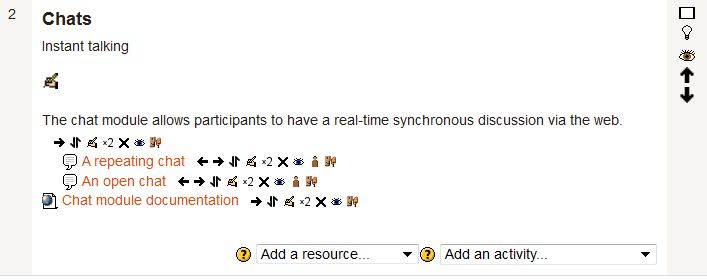 2
Chats
Instant talking
The chat module allows participants to have a real-time synchronous discussion via the web.
×2
A repeating chat ×2
An open chat ×2
Chat module documentation ×2
? Add a resource... ? Add an activity...